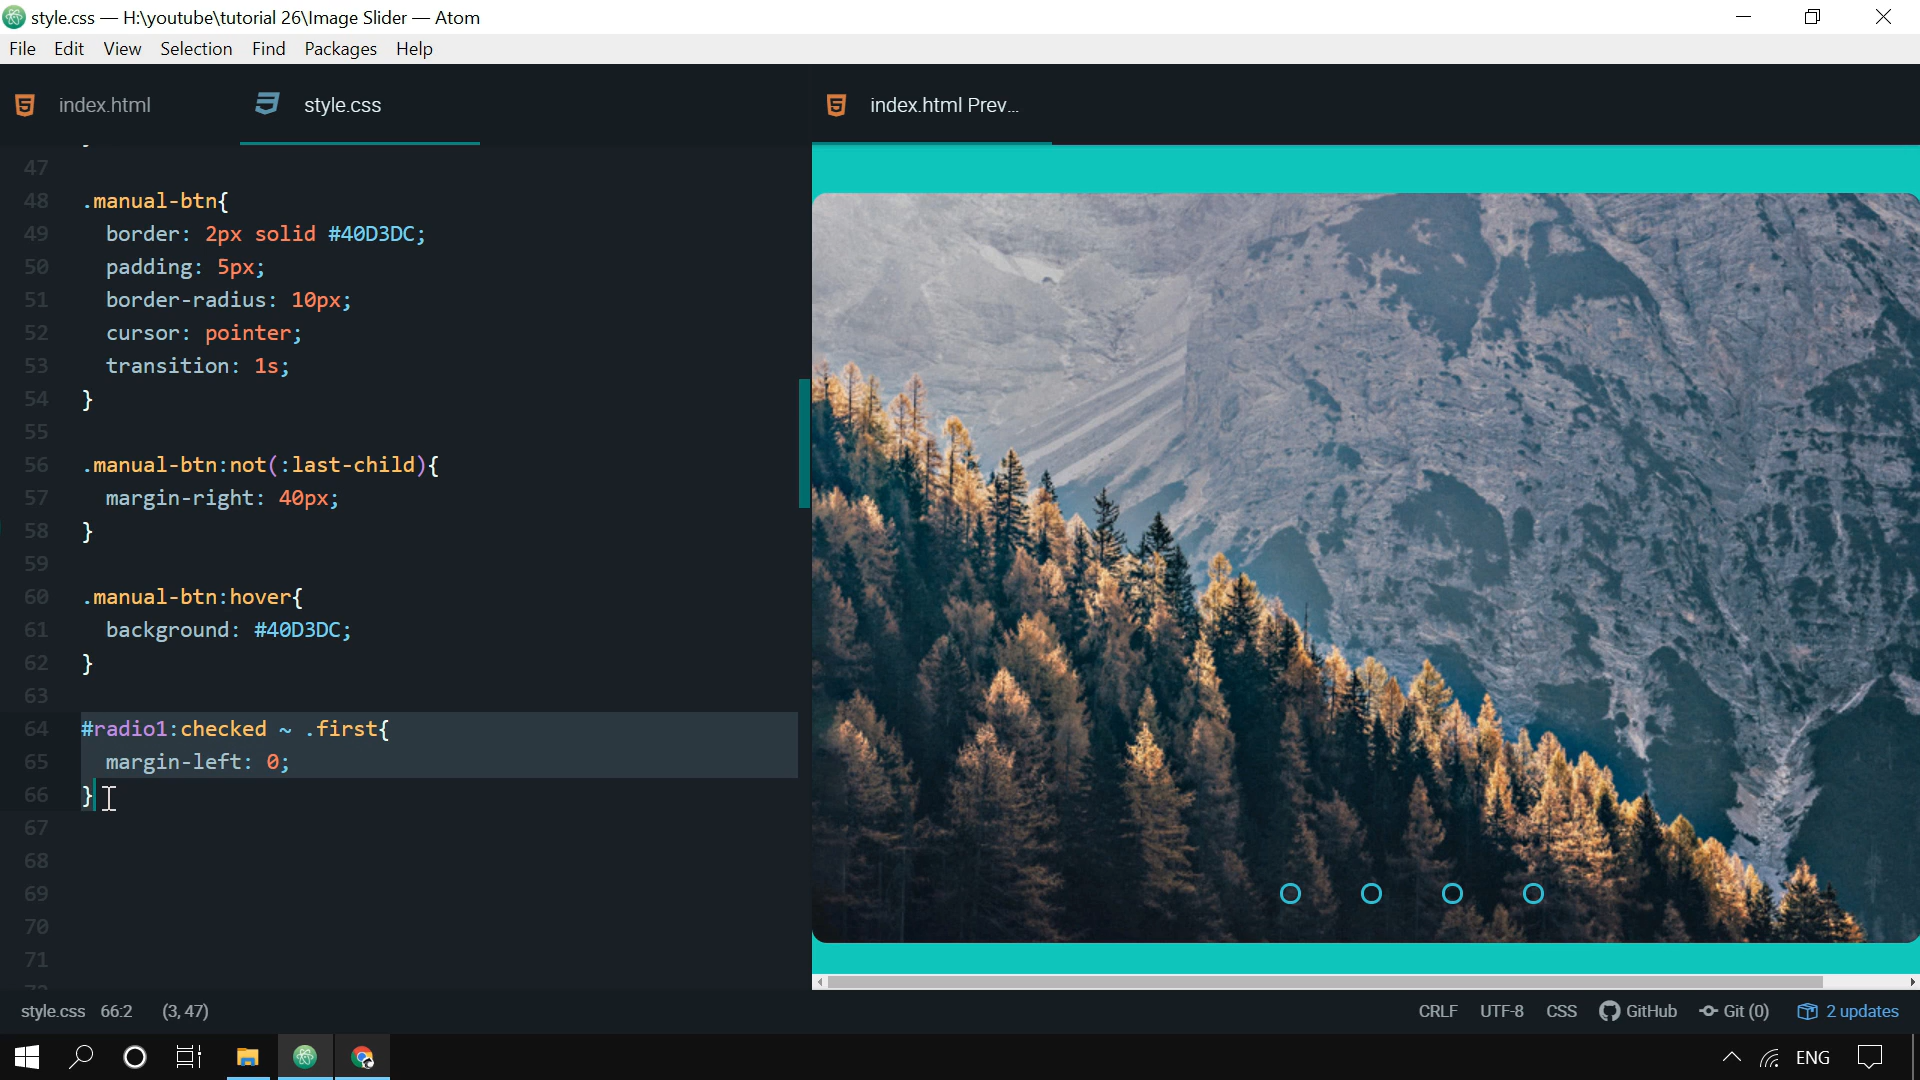 style.css — H:\youtube\tutorial 26\Image Slider — Atom
File Edit View Selection Find Packages Help
index.html style.css index.html Prev...
47
48 .manual-btn{
49 border: 2px solid #40D3DC;
50 padding: 5px;
51 border-radius: 10px;
52 cursor: pointer;
53 transition: 1s;
54 }
55
56 .manual-btn:not(:last-child){
57 margin-right: 40px;
58 }
59
60 .manual-btn:hover{
61 background: #40D3DC;
62 }
63
64 #radio1:checked ~ .first{
65 margin-left: 0;
66 }
67
68
69
70
71
style.css 66:2 (3, 47) CRLF UTF-8 CSS GitHub Git (0) 2 updates
ENG